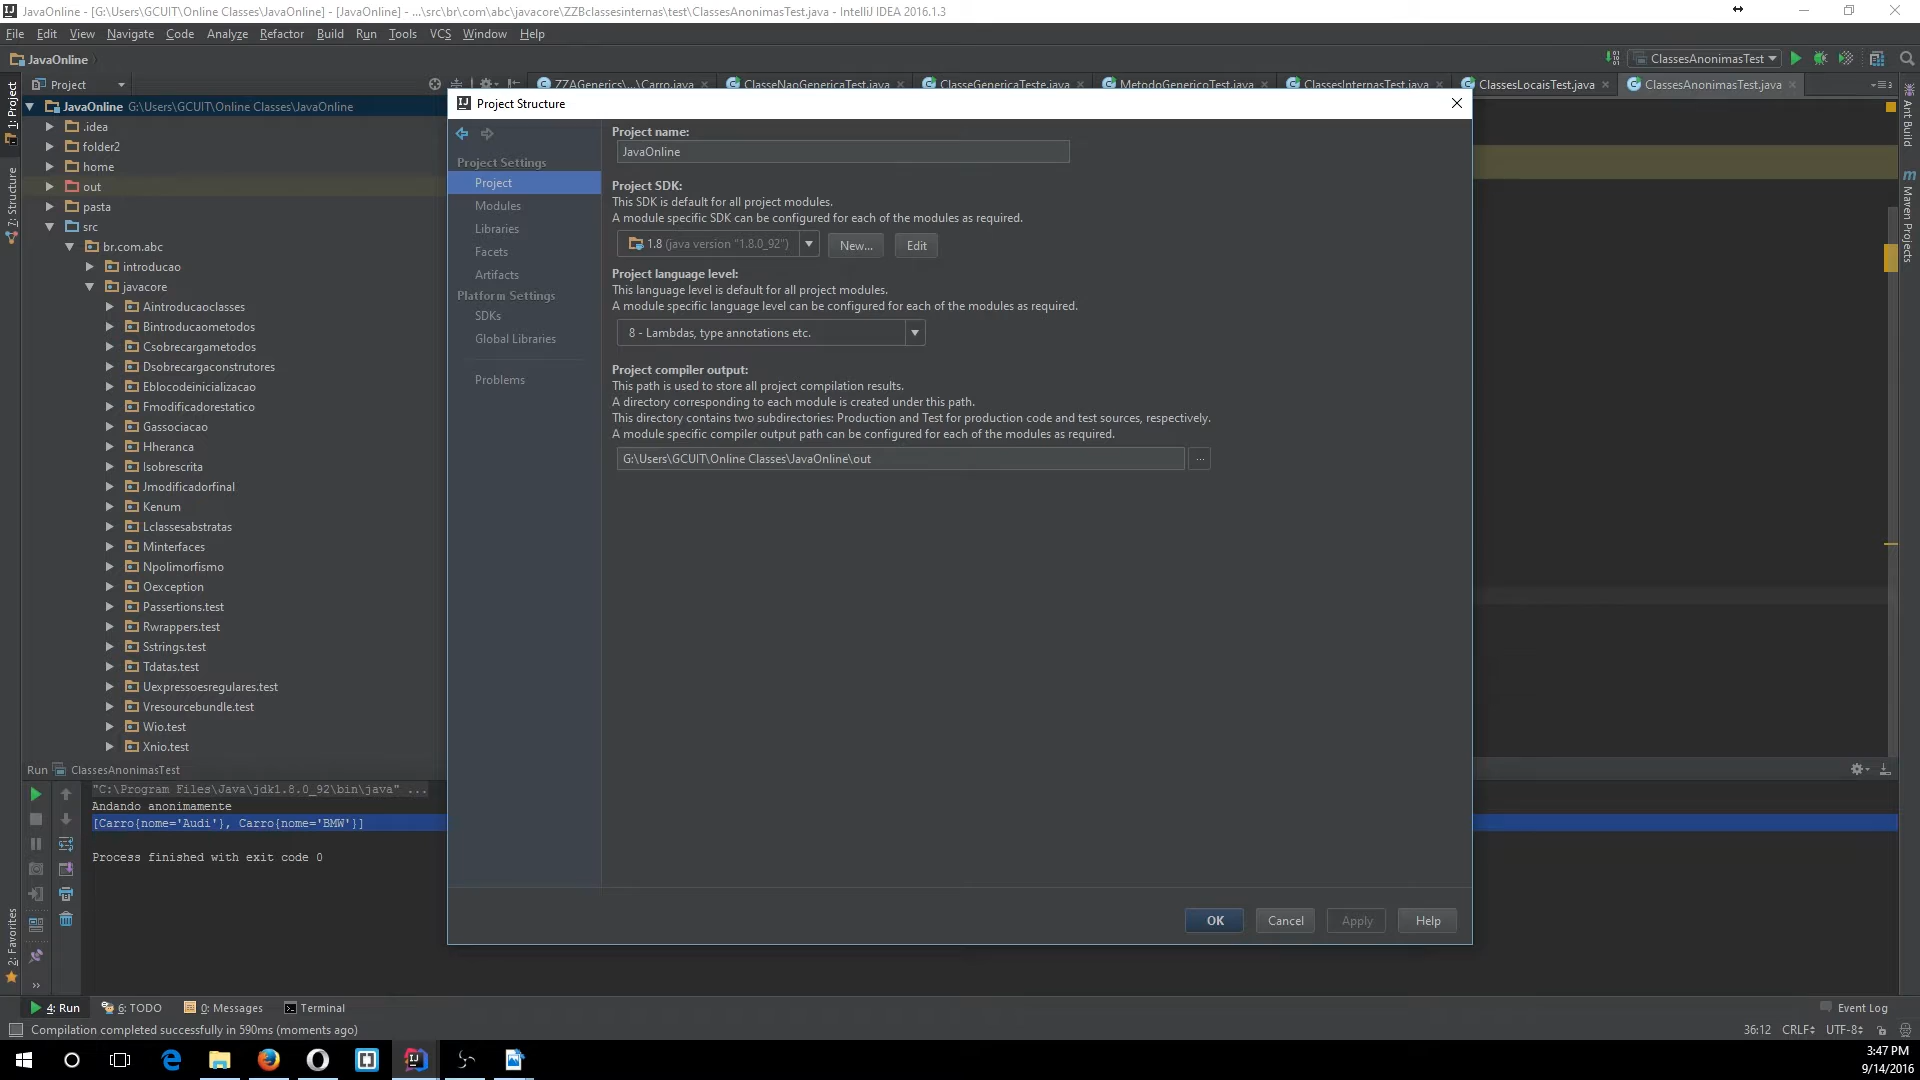 JavaOnline - [G:\Users\GCUIT\Online Classes\JavaOnline] - [JavaOnline] - ...\src\br\com\abc\javacore\ZZBclassesinternas\test\ClassesAnonimasTest.java - IntelliJ IDEA 2016.1.3
File Edit View Navigate Code Analyze Refactor Build Run Tools VCS Window Help
JavaOnline
ClassesAnonimasTest
Project
ZZAGenerics\...\Carro.java
ClasseNaoGenericaTest.java
ClasseGenericaTeste.java
MetodoGenericoTest.java
ClassesInternasTest.java
ClassesLocaisTest.java
ClassesAnonimasTest.java
1: Project
7: Structure
2: Favorites
Ant Build
Maven Projects
JavaOnline G:\Users\GCUIT\Online Classes\JavaOnline
.idea
folder2
home
out
pasta
src
br.com.abc
introducao
javacore
Aintroducaoclasses
Bintroducaometodos
Csobrecargametodos
Dsobrecargaconstrutores
Eblocodeinicializacao
Fmodificadorestatico
Gassociacao
Hheranca
Isobrescrita
Jmodificadorfinal
Kenum
Lclassesabstratas
Minterfaces
Npolimorfismo
Oexception
Passertions.test
Rwrappers.test
Sstrings.test
Tdatas.test
Uexpressoesregulares.test
Vresourcebundle.test
Wio.test
Xnio.test
Project Structure
Project Settings
Project
Modules
Libraries
Facets
Artifacts
Platform Settings
SDKs
Global Libraries
Problems
Project name:
JavaOnline
Project SDK:
This SDK is default for all project modules.
A module specific SDK can be configured for each of the modules as required.
1.8 (java version "1.8.0_92")
New...
Edit
Project language level:
This language level is default for all project modules.
A module specific language level can be configured for each of the modules as required.
8 - Lambdas, type annotations etc.
Project compiler output:
This path is used to store all project compilation results.
A directory corresponding to each module is created under this path.
This directory contains two subdirectories: Production and Test for production code and test sources, respectively.
A module specific compiler output path can be configured for each of the modules as required.
G:\Users\GCUIT\Online Classes\JavaOnline\out
...
OK
Cancel
Apply
Help
Run ClassesAnonimasTest
"C:\Program Files\Java\jdk1.8.0_92\bin\java" ...
Andando anonimamente
[Carro{nome='Audi'}, Carro{nome='BMW'}]
Process finished with exit code 0
4: Run
6: TODO
0: Messages
Terminal
Event Log
Compilation completed successfully in 590ms (moments ago)
36:12 CRLF UTF-8
3:47 PM
9/14/2016